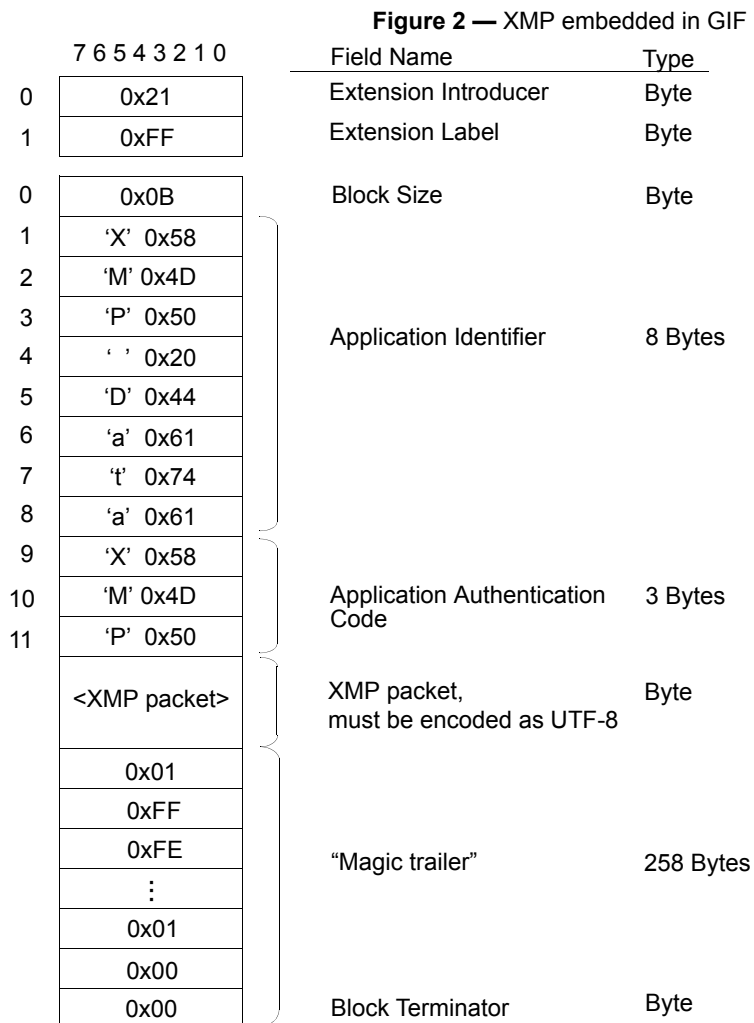 Figure 2 — XMP embedded in GIF
7 6 5 4 3 2 1 0 Field Name Type
0 0x21 Extension Introducer Byte
1 0xFF Extension Label Byte
0 0x0B Block Size Byte
1 ‘X’ 0x58
2 ‘M’ 0x4D
3 ‘P’ 0x50
Application Identifier 8 Bytes
4 ‘ ’ 0x20
5 ‘D’ 0x44
6 ‘a’ 0x61
7 ‘t’ 0x74
8 ‘a’ 0x61
9 ‘X’ 0x58
10 ‘M’ 0x4D Application Authentication 3 Bytes
Code
11 ‘P’ 0x50
<XMP packet> XMP packet, Byte
must be encoded as UTF-8
0x01
0xFF
0xFE “Magic trailer” 258 Bytes
⋮
0x01
0x00
0x00 Block Terminator Byte